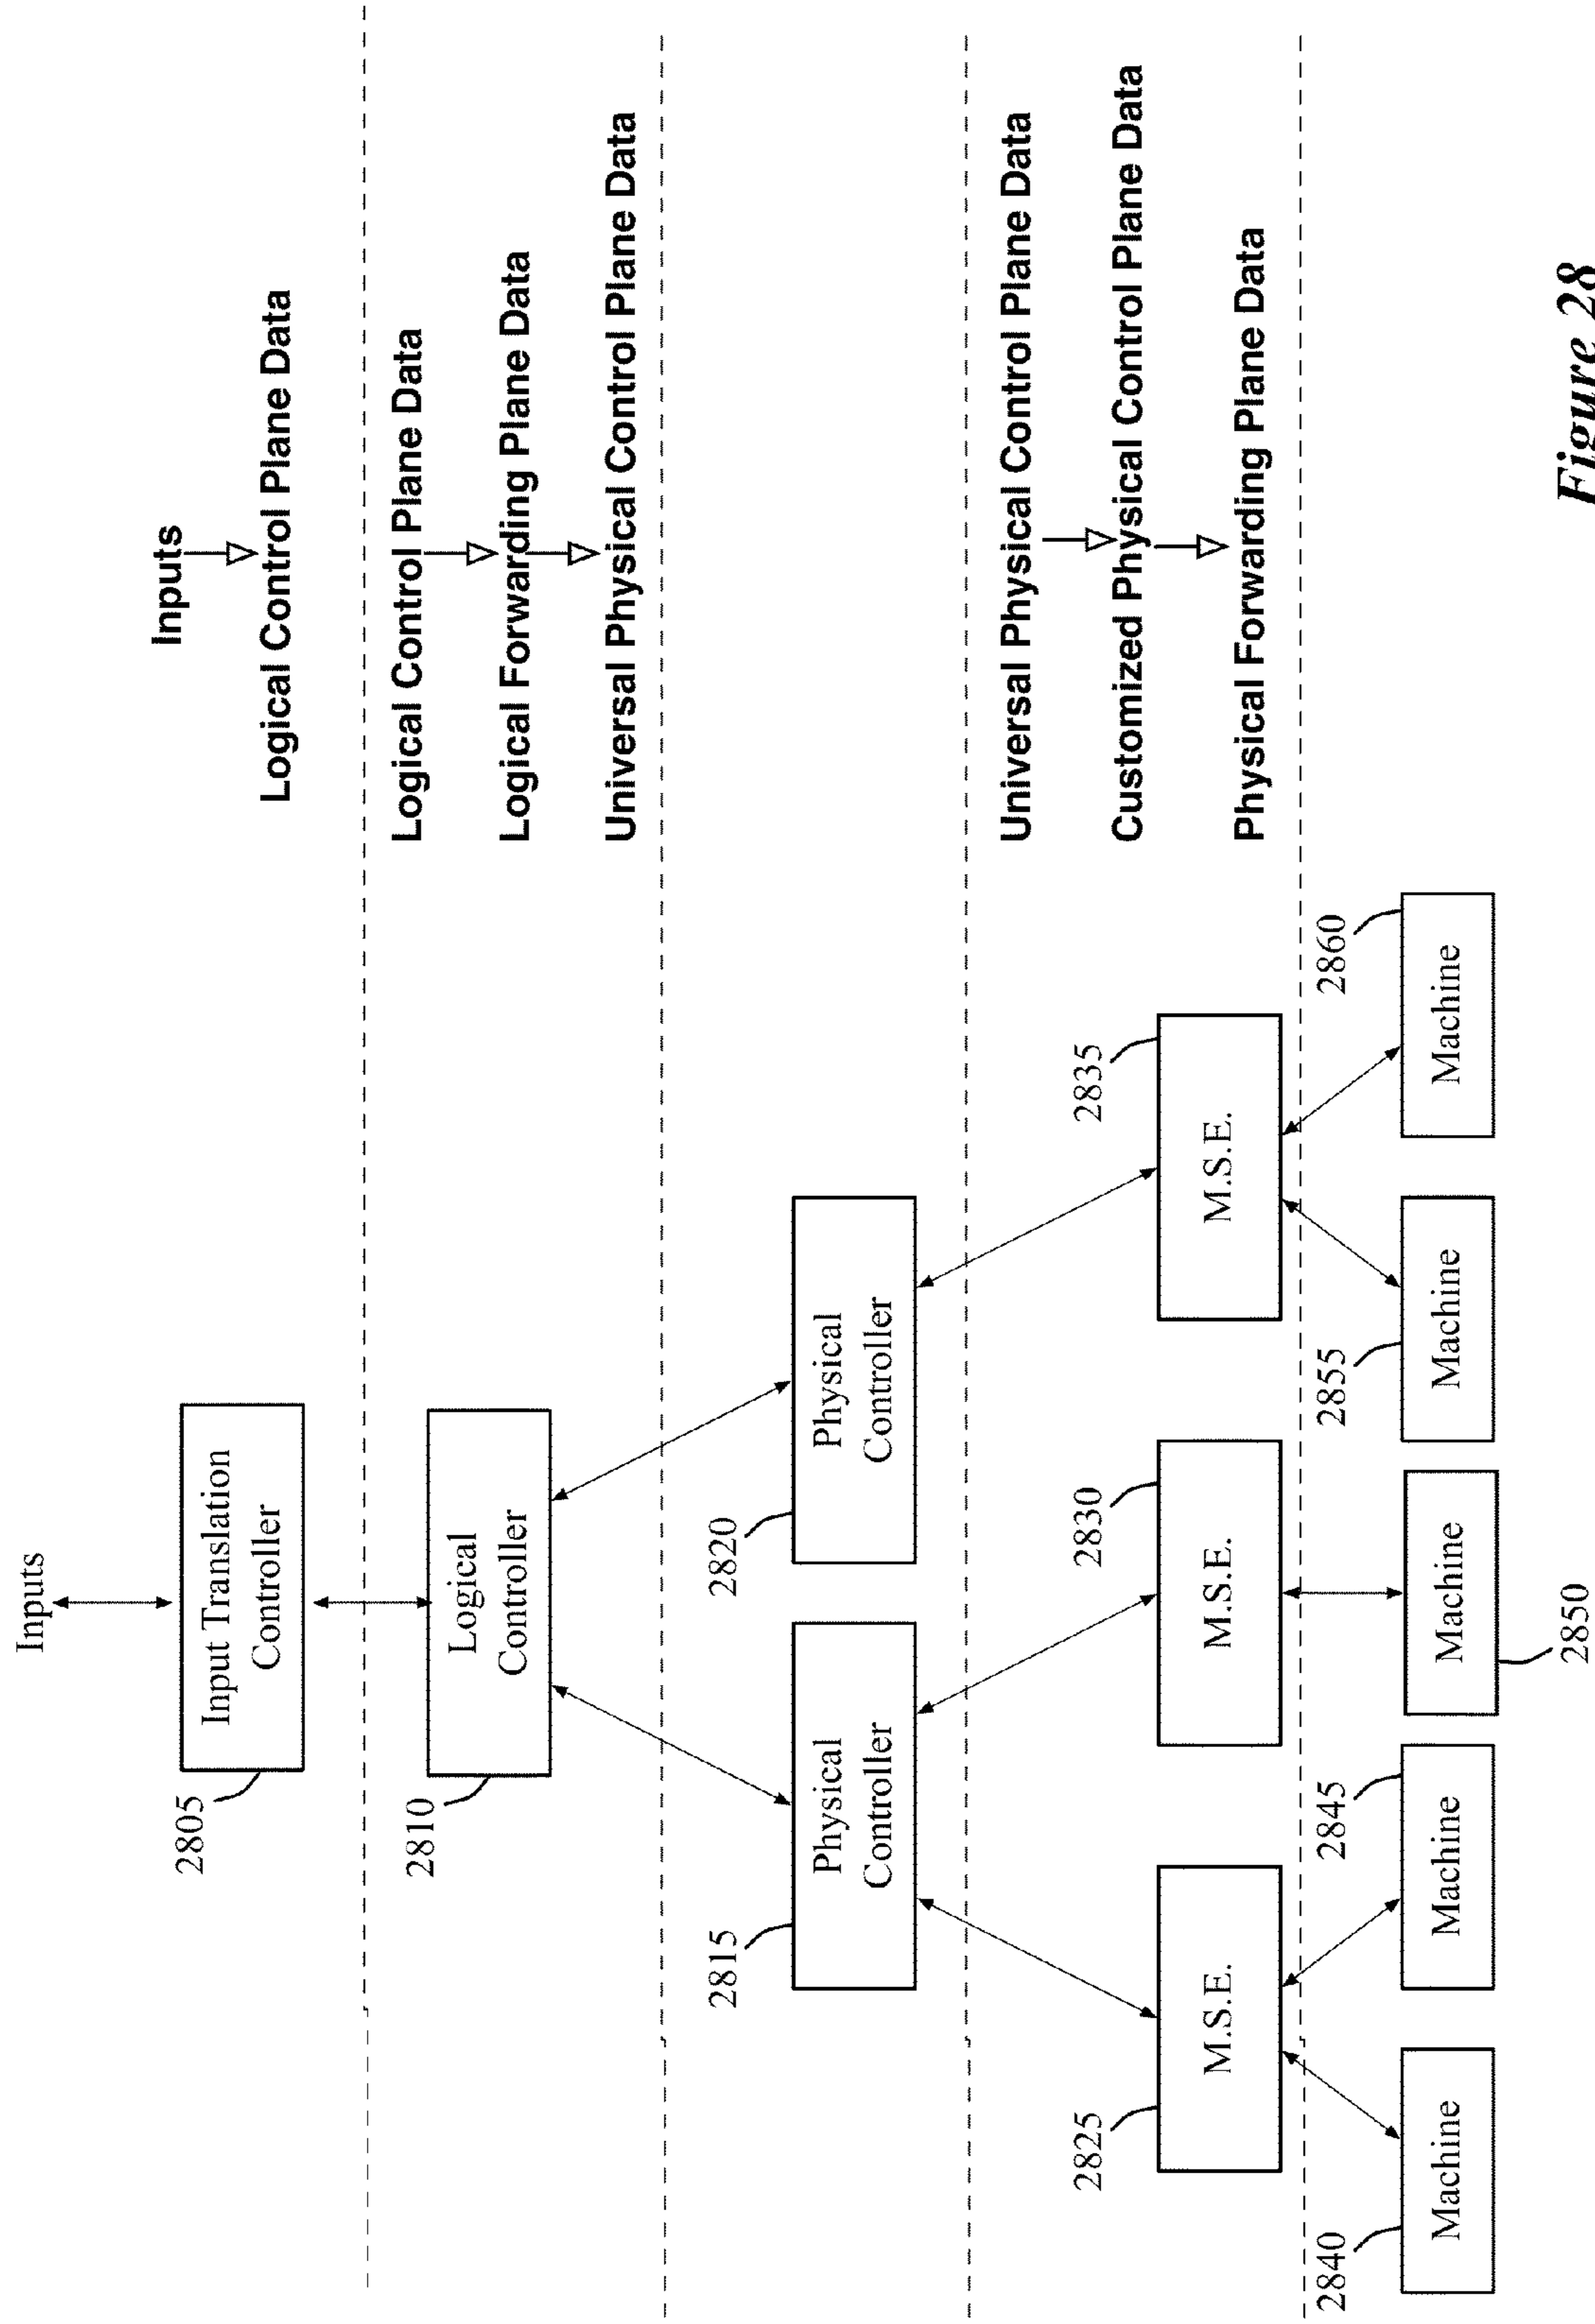 Inputs
Input Translation
Controller
2805
Logical
Controller
2810
Physical
Controller
2815
Physical
Controller
2820
M.S.E.
2825
M.S.E.
2830
M.S.E.
2835
Machine
2840
Machine
2845
Machine
2850
Machine
2855
Machine
2860
Inputs
Logical Control Plane Data
Logical Control Plane Data
Logical Forwarding Plane Data
Universal Physical Control Plane Data
Universal Physical Control Plane Data
Customized Physical Control Plane Data
Physical Forwarding Plane Data
Figure 28